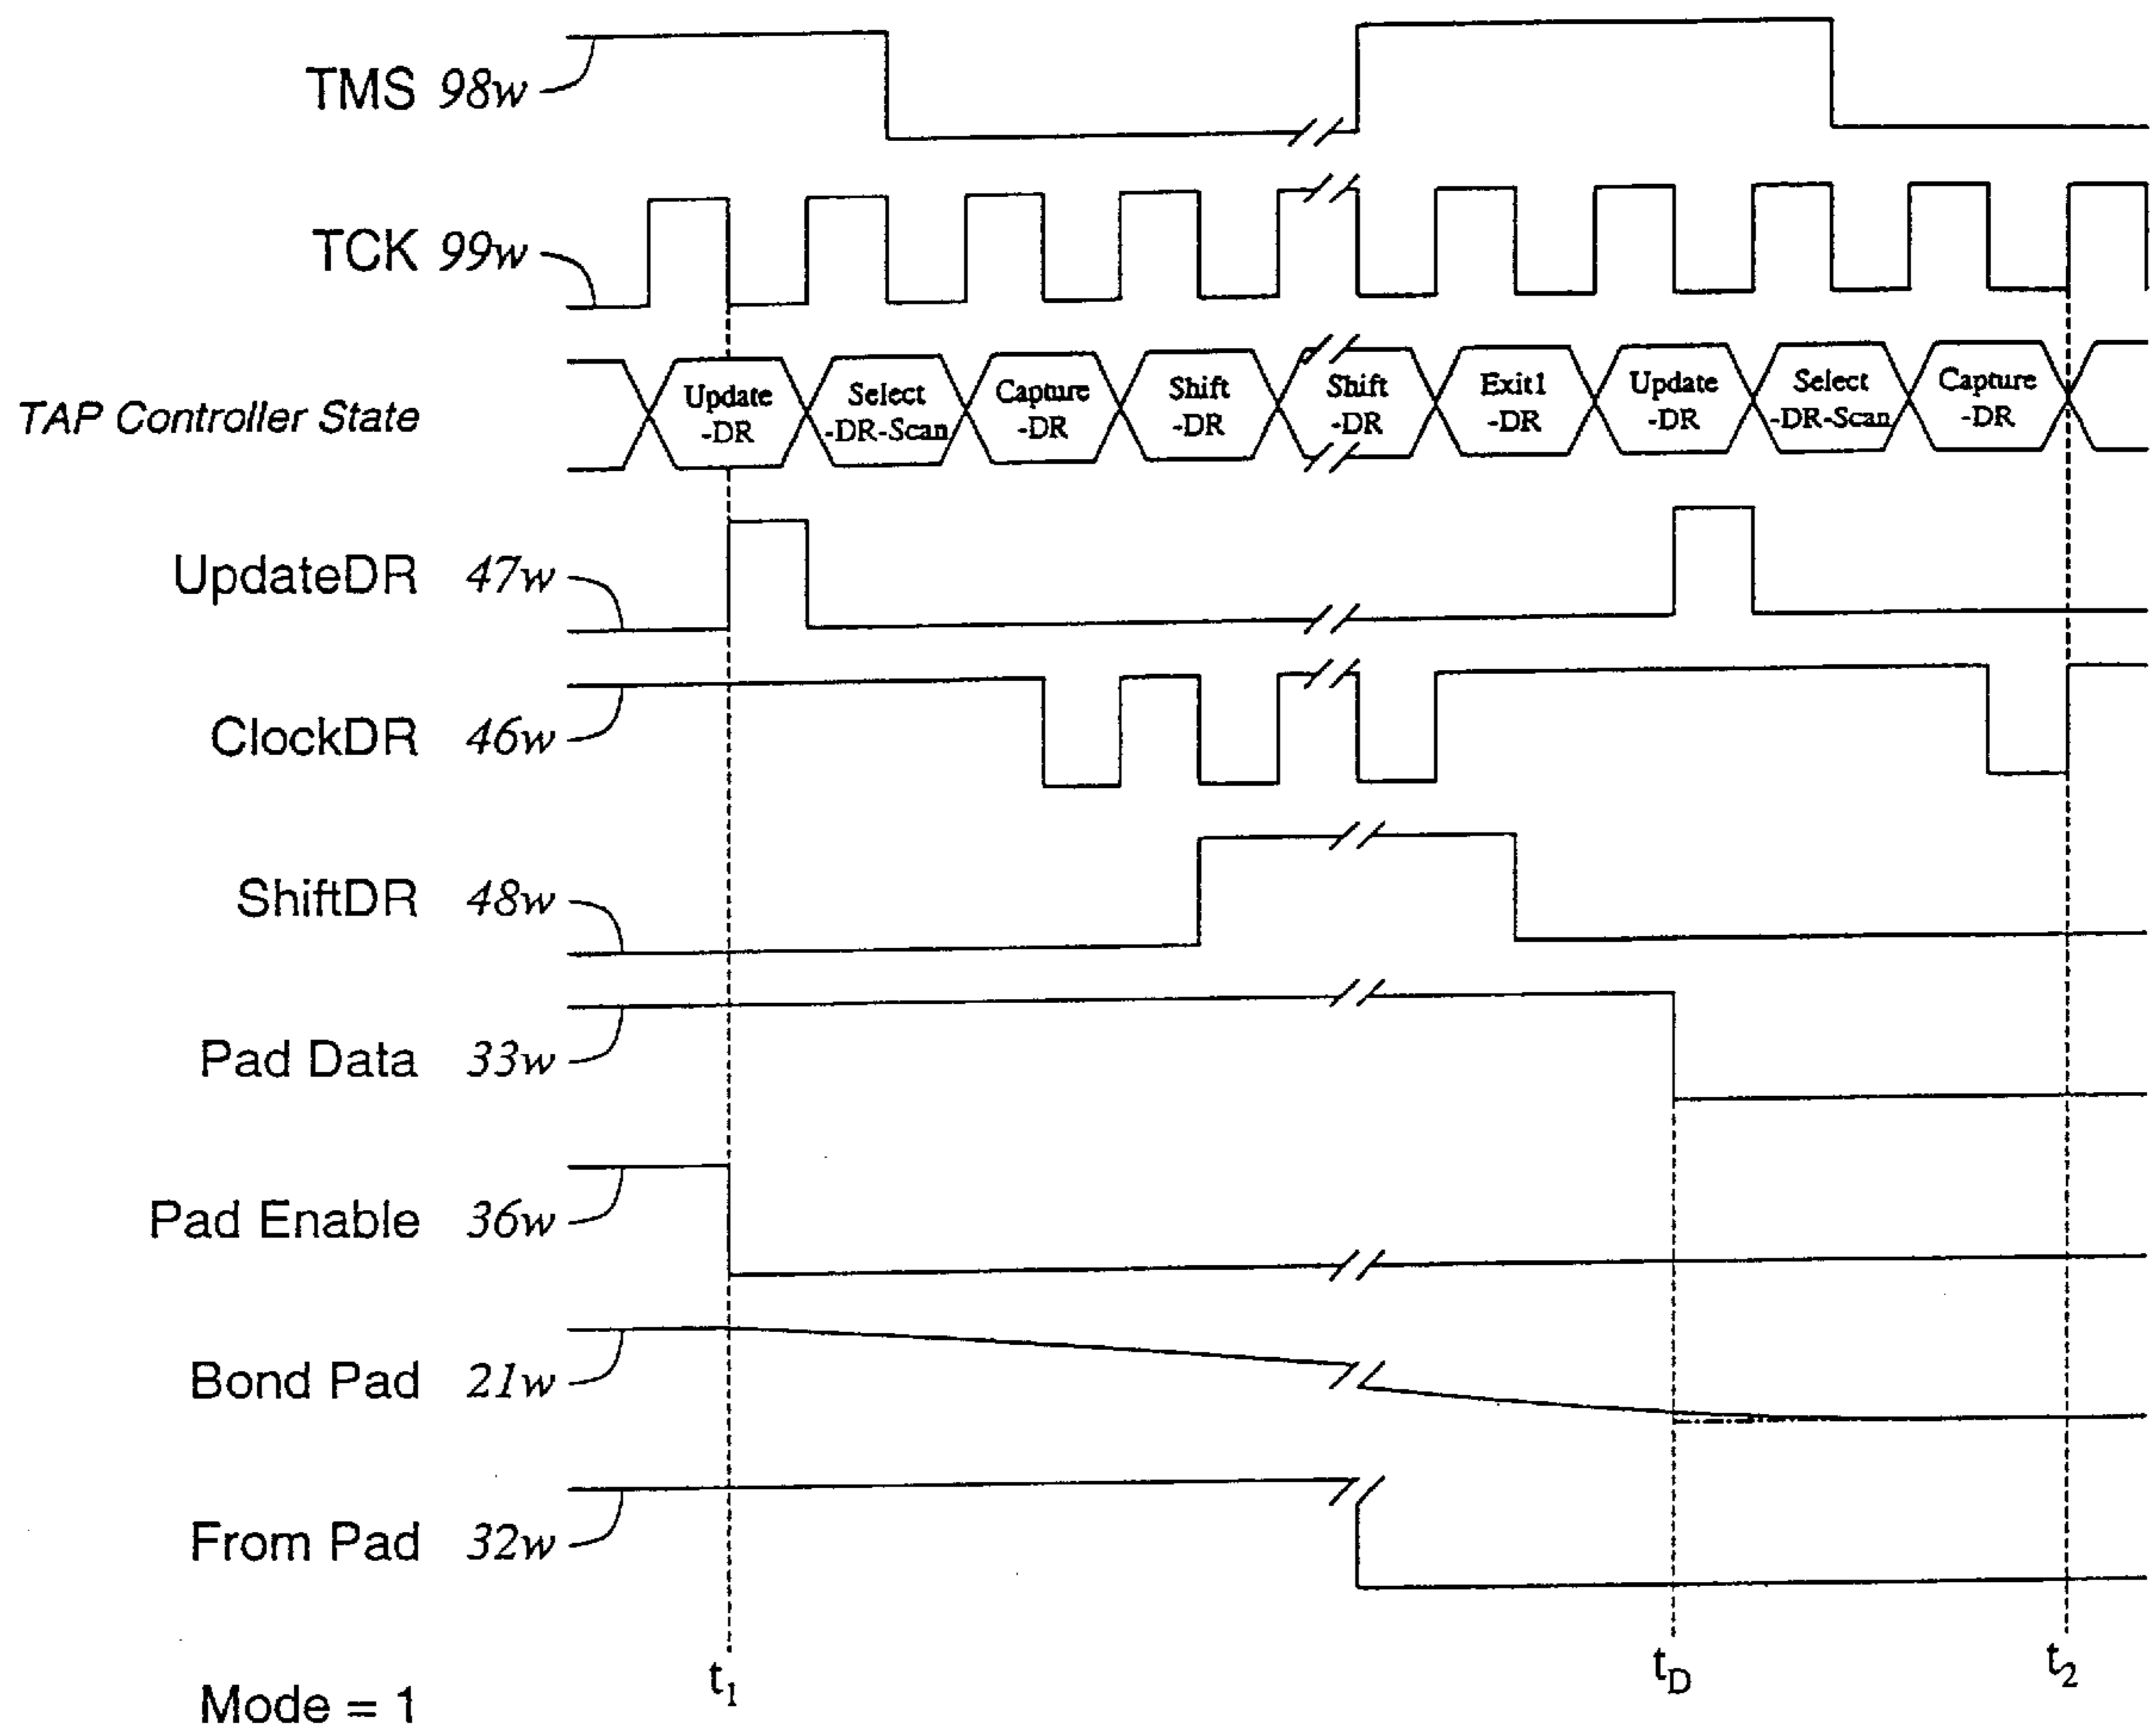 TMS 98w
TCK 99w
TAP Controller State
Update
-DR
Select
-DR-Scan
Capture
-DR
Shift
-DR
Shift
-DR
Exit1
-DR
Update
-DR
Select
-DR-Scan
Capture
-DR
UpdateDR 47w
ClockDR 46w
ShiftDR 48w
Pad Data 33w
Pad Enable 36w
Bond Pad 21w
From Pad 32w
t1 tD t2
Mode = 1